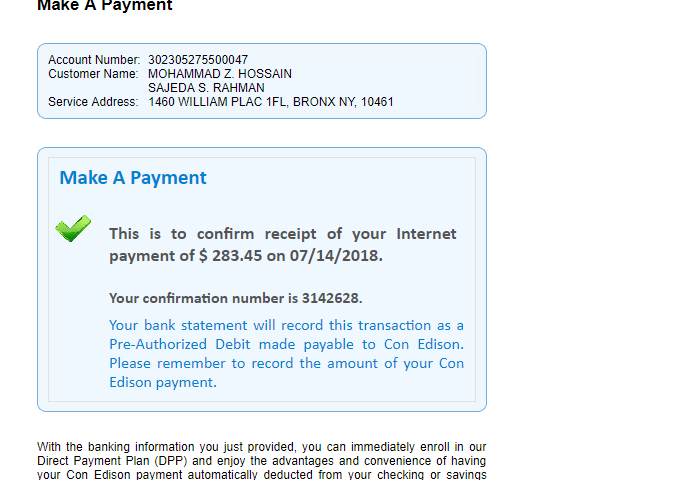 Make A Payment
Account Number: 302305275500047
Customer Name: MOHAMMAD Z. HOSSAIN
SAJEDA S. RAHMAN
Service Address: 1460 WILLIAM PLAC 1FL, BRONX NY, 10461
Make A Payment
This is to confirm receipt of your Internet
payment of $ 283.45 on 07/14/2018.
Your confirmation number is 3142628.
Your bank statement will record this transaction as a
Pre-Authorized Debit made payable to Con Edison.
Please remember to record the amount of your Con
Edison payment.
With the banking information you just provided, you can immediately enroll in our
Direct Payment Plan (DPP) and enjoy the advantages and convenience of having
your Con Edison payment automatically deducted from your checking or savings